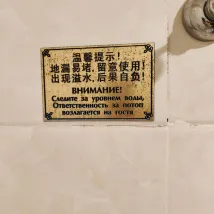 温馨提示!
地漏易堵,留意使用!
出现溢水,后果自负!
ВНИМАНИЕ!
Следите за уровнем воды,
Ответственность за потоп
возлагается на гостя